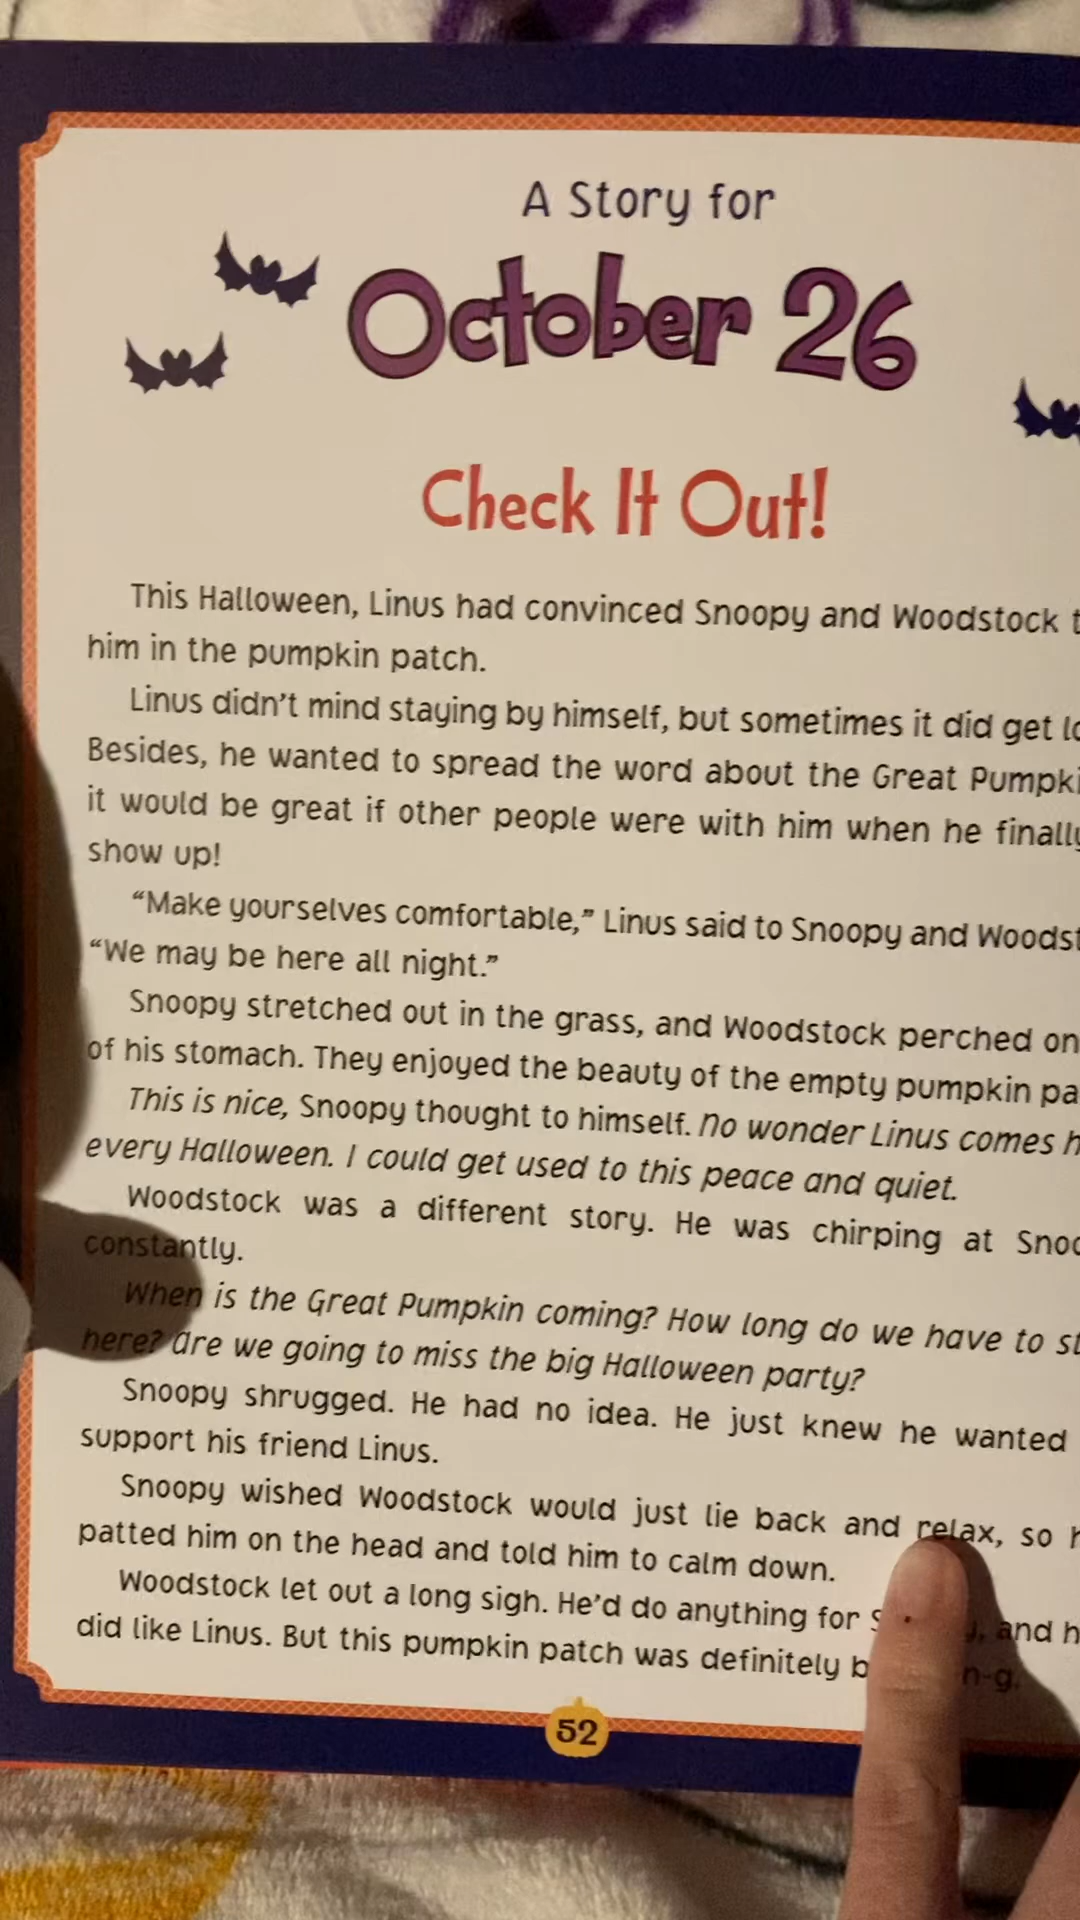 A Story for
October 26
Check It Out!
This Halloween, Linus had convinced Snoopy and Woodstock
him in the pumpkin patch.
Linus didn't mind staying by himself, but sometimes it did get
Besides, he wanted to spread the word about the Great
it would be great if other people were with him when he finally
show up!
“Make yourselves comfortable,” Linus said to Snoopy and
“We may be here all night.”
Snoopy stretched out in the grass, and Woodstock perched on
of his stomach. They enjoyed the beauty of the empty pumpkin
This is nice, Snoopy thought to himself. No wonder Linus comes
every Halloween. I could get used to this peace and quiet.
Woodstock was a different story. He was chirping at
constantly.
When is the Great Pumpkin coming? How long do we have to
here? Are we going to miss the big Halloween party?
Snoopy shrugged. He had no idea. He just knew he wanted
support his friend Linus.
Snoopy wished Woodstock would just lie back and relax, so
patted him on the head and told him to calm down.
Woodstock let out a long sigh. He'd do anything for and
did like Linus. But this pumpkin patch was definitely
52